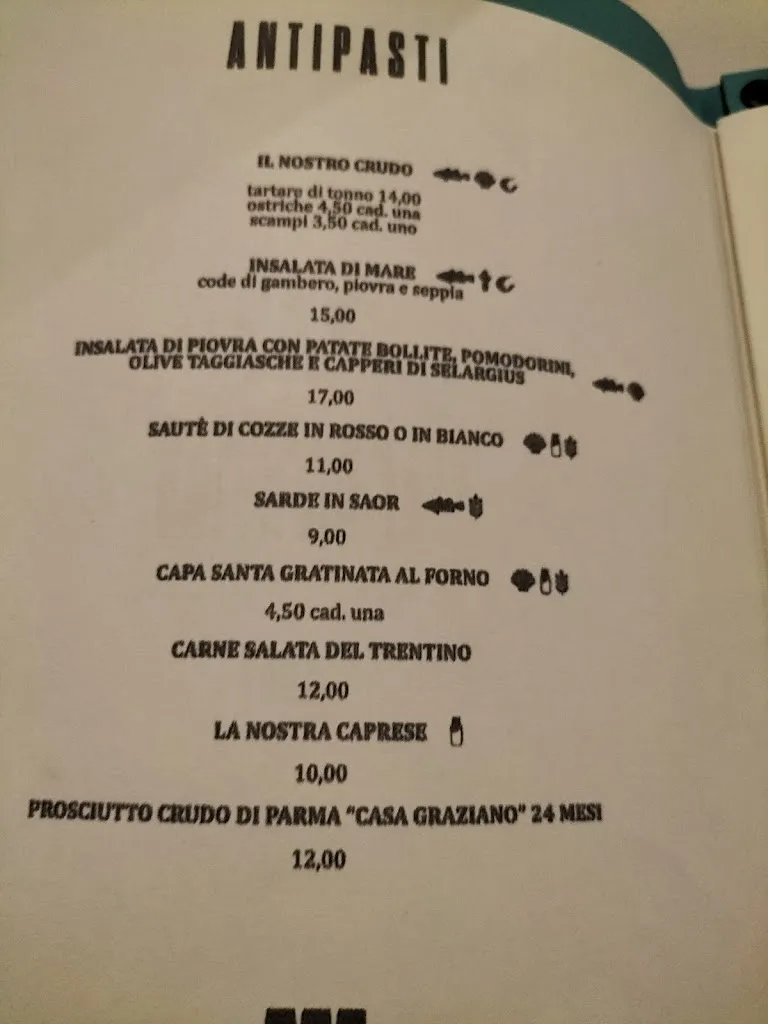 ANTIPASTI
IL NOSTRO CRUDO
tartare di tonno 14,00
ostriche 4,50 cad. una
scampi 3,50 cad. uno
INSALATA DI MARE
code di gambero, piovra e seppia
15,00
INSALATA DI PIOVRA CON PATATE BOLLITE, POMODORINI,
OLIVE TAGGIASCHE E CAPPERI DI SELARGIUS
17,00
SAUTÈ DI COZZE IN ROSSO O IN BIANCO
11,00
SARDE IN SAOR
9,00
CAPA SANTA GRATINATA AL FORNO
4,50 cad. una
CARNE SALATA DEL TRENTINO
12,00
LA NOSTRA CAPRESE
10,00
PROSCIUTTO CRUDO DI PARMA "CASA GRAZIANO" 24 MESI
12,00